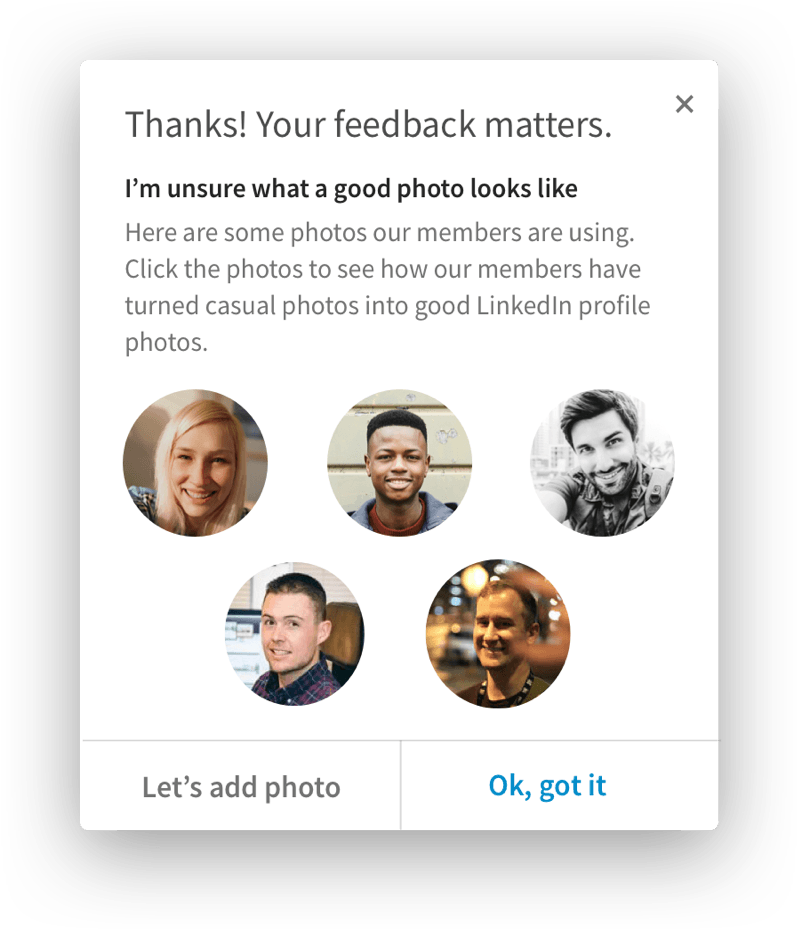 Thanks! Your feedback matters.
I’m unsure what a good photo looks like
Here are some photos our members are using.
Click the photos to see how our members have
turned casual photos into good LinkedIn profile
photos.
Let’s add photo
Ok, got it